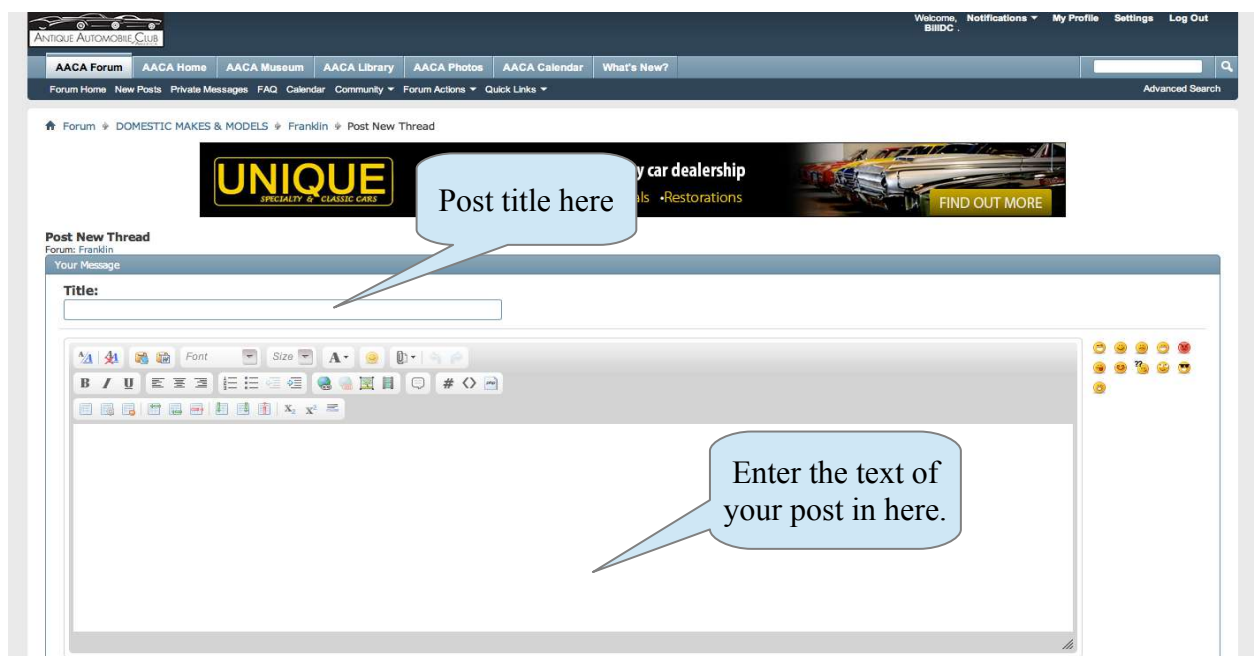 Welcome, Notifications My Profile Settings Log Out
BillDC .
ANTIQUE AUTOMOBILE CLUB
AACA Forum AACA Home AACA Museum AACA Library AACA Photos AACA Calendar What's New?
Forum Home New Posts Private Messages FAQ Calendar Community Forum Actions Quick Links Advanced Search
Forum DOMESTIC MAKES & MODELS Franklin Post New Thread
UNIQUE
SPECIALTY & CLASSIC CARS
y car dealership
als •Restorations
FIND OUT MORE
Post title here
Post New Thread
Forum: Franklin
Your Message
Title:
Font Size A
B I U # <>
X₂ x²
Enter the text of
your post in here.